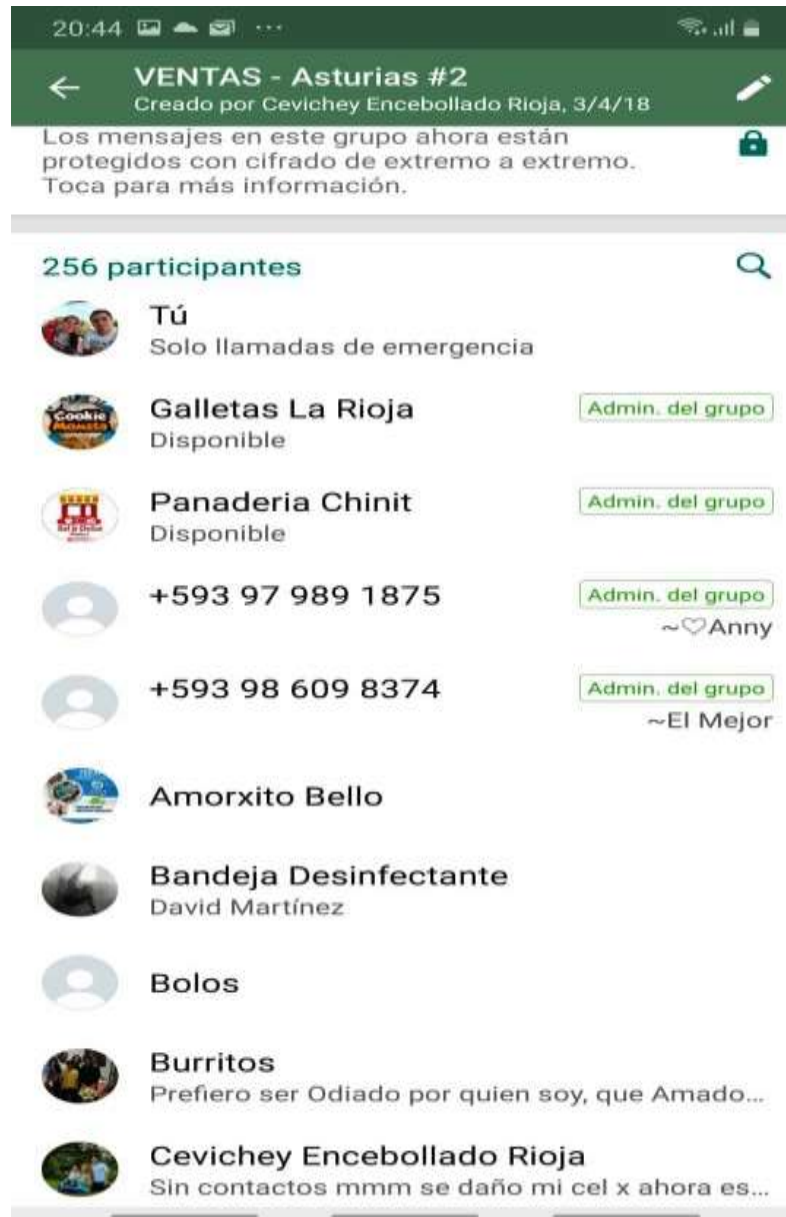 20:44
VENTAS - Asturias #2
Creado por Cevichey Encebollado Rioja, 3/4/18
Los mensajes en este grupo ahora están
protegidos con cifrado de extremo a extremo.
Toca para más información.
256 participantes
Tú
Solo llamadas de emergencia
Cookie
Monsta
Galletas La Rioja
Admin. del grupo
Disponible
Panaderia Chinit
Admin. del grupo
Disponible
+593 97 989 1875
Admin. del grupo
~♡Anny
+593 98 609 8374
Admin. del grupo
~El Mejor
Amorxito Bello
Bandeja Desinfectante
David Martínez
Bolos
Burritos
Prefiero ser Odiado por quien soy, que Amado...
Cevichey Encebollado Rioja
Sin contactos mmm se daño mi cel x ahora es...